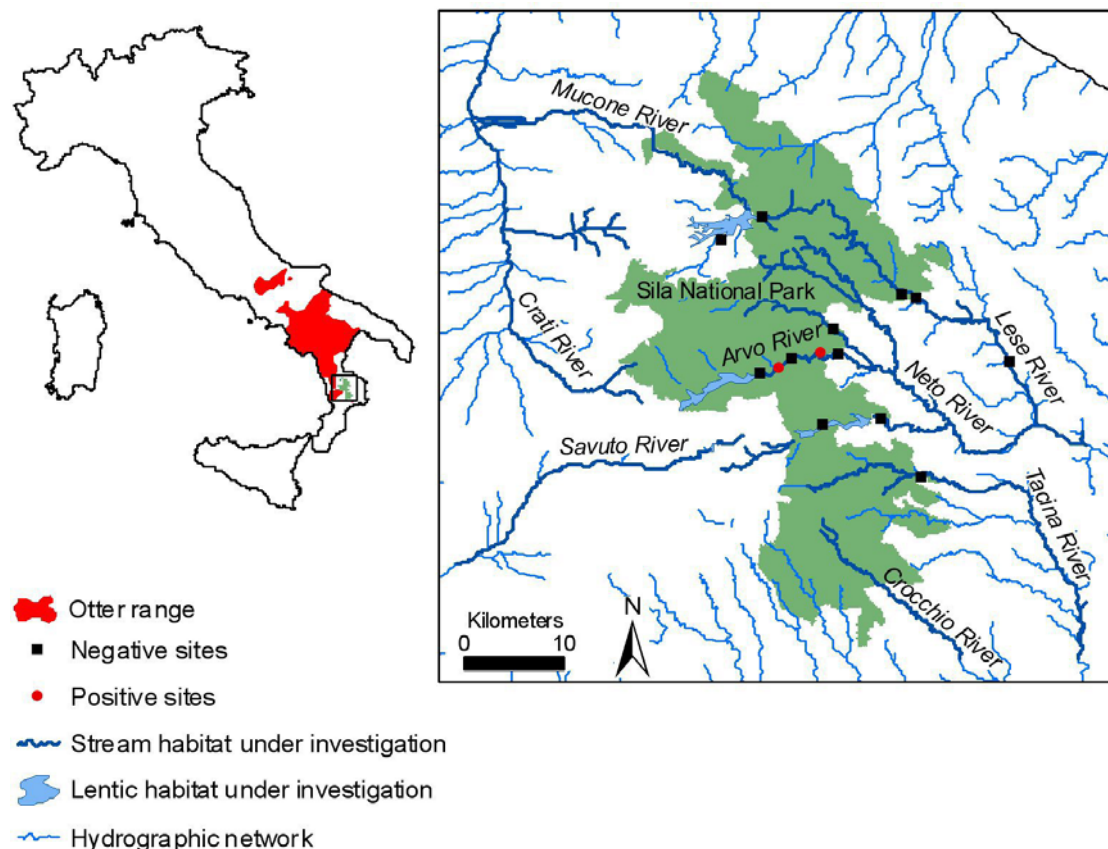 Mucone River
Sila National Park
Crati River
Arvo River
Lese River
Neto River
Savuto River
Tacina River
Crocchio River
Kilometers
0 10
N
Otter range
Negative sites
Positive sites
Stream habitat under investigation
Lentic habitat under investigation
Hydrographic network